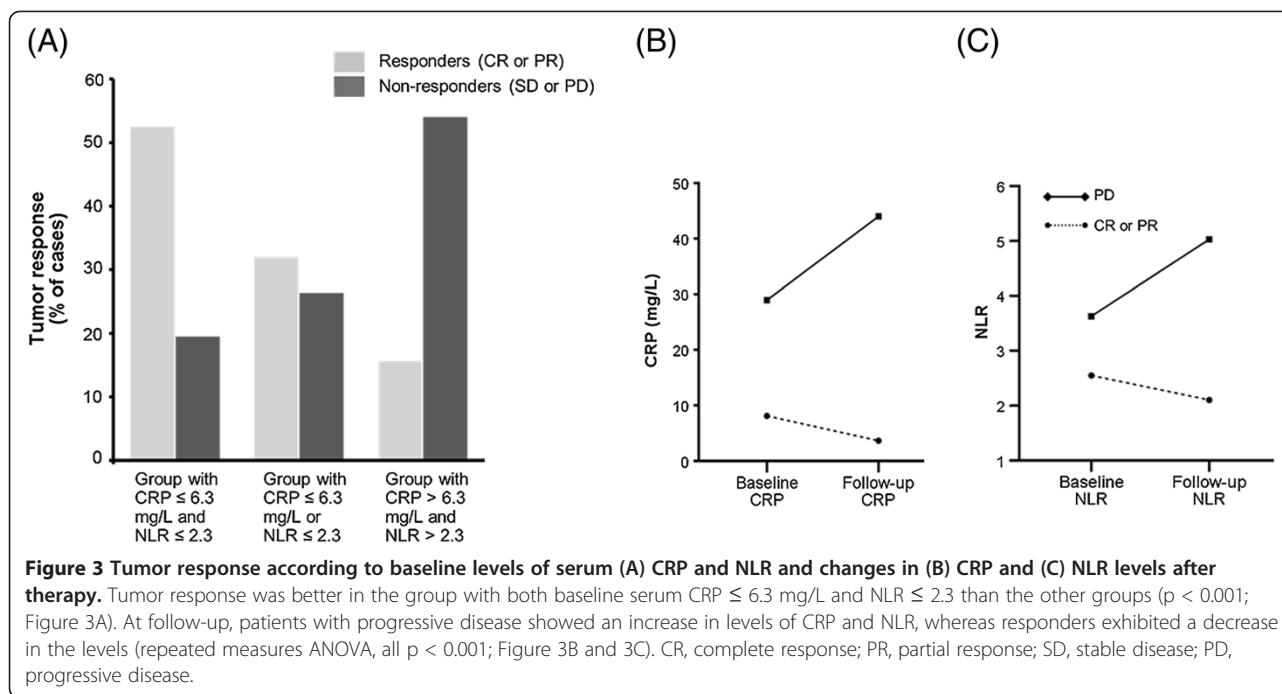 (A)
Responders (CR or PR)
Non-responders (SD or PD)
60
50
40
30
20
10
0
Tumor response
(% of cases)
Group with
CRP ≤ 6.3
mg/L and
NLR ≤ 2.3
Group with
CRP ≤ 6.3
mg/L or
NLR ≤ 2.3
Group with
CRP > 6.3
mg/L and
NLR > 2.3
(B)
50
40
30
20
10
0
CRP (mg/L)
Baseline
CRP
Follow-up
CRP
(C)
PD
CR or PR
6
5
4
3
2
1
NLR
Baseline
NLR
Follow-up
NLR
Figure 3 Tumor response according to baseline levels of serum (A) CRP and NLR and changes in (B) CRP and (C) NLR levels after
therapy. Tumor response was better in the group with both baseline serum CRP ≤ 6.3 mg/L and NLR ≤ 2.3 than the other groups (p < 0.001;
Figure 3A). At follow-up, patients with progressive disease showed an increase in levels of CRP and NLR, whereas responders exhibited a decrease
in the levels (repeated measures ANOVA, all p < 0.001; Figure 3B and 3C). CR, complete response; PR, partial response; SD, stable disease; PD,
progressive disease.